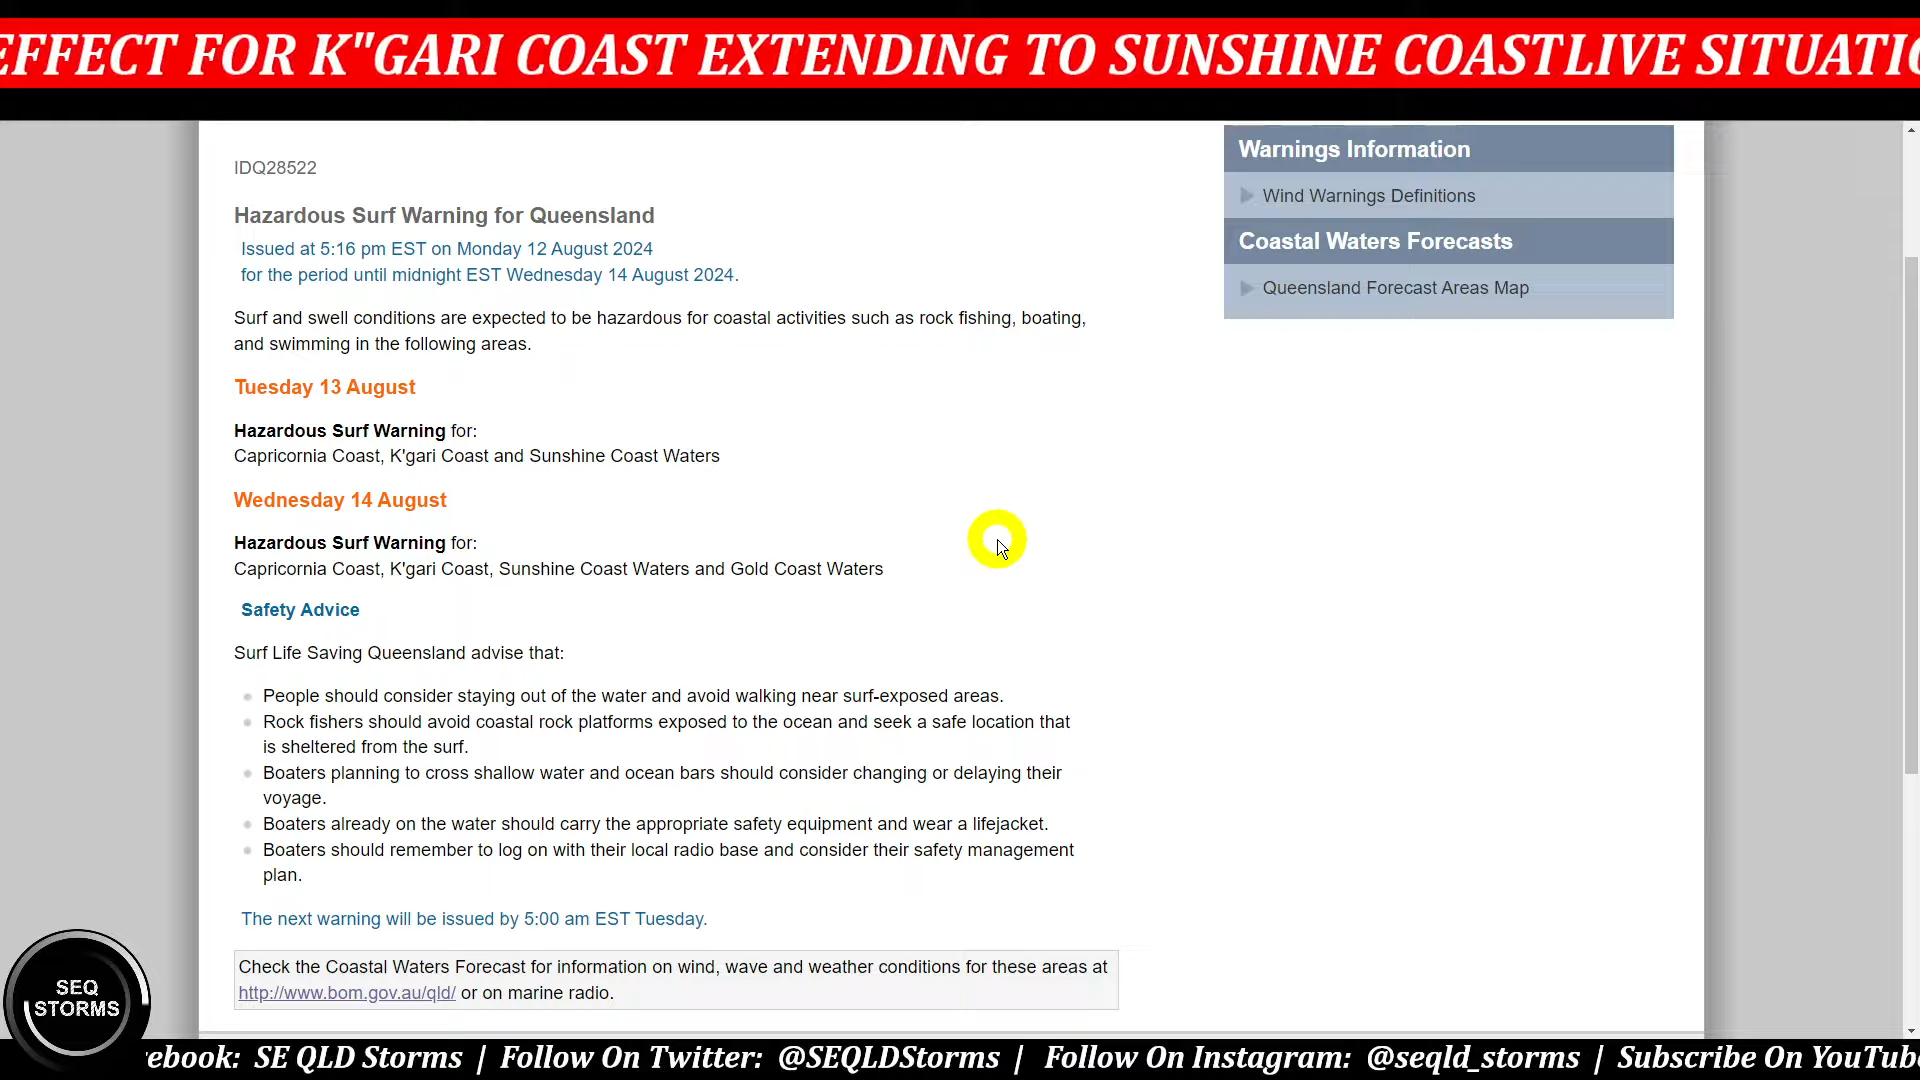 EFFECT FOR K"GARI COAST EXTENDING TO SUNSHINE COASTLIVE SITUATIO
IDQ28522
Hazardous Surf Warning for Queensland
Issued at 5:16 pm EST on Monday 12 August 2024
for the period until midnight EST Wednesday 14 August 2024.
Surf and swell conditions are expected to be hazardous for coastal activities such as rock fishing, boating,
and swimming in the following areas.
Tuesday 13 August
Hazardous Surf Warning for:
Capricornia Coast, K'gari Coast and Sunshine Coast Waters
Wednesday 14 August
Hazardous Surf Warning for:
Capricornia Coast, K'gari Coast, Sunshine Coast Waters and Gold Coast Waters
Safety Advice
Surf Life Saving Queensland advise that:
People should consider staying out of the water and avoid walking near surf-exposed areas.
Rock fishers should avoid coastal rock platforms exposed to the ocean and seek a safe location that
is sheltered from the surf.
Boaters planning to cross shallow water and ocean bars should consider changing or delaying their
voyage.
Boaters already on the water should carry the appropriate safety equipment and wear a lifejacket.
Boaters should remember to log on with their local radio base and consider their safety management
plan.
The next warning will be issued by 5:00 am EST Tuesday.
Check the Coastal Waters Forecast for information on wind, wave and weather conditions for these areas at
http://www.bom.gov.au/qld/ or on marine radio.
Warnings Information
Wind Warnings Definitions
Coastal Waters Forecasts
Queensland Forecast Areas Map
SEQ
STORMS
ebook: SE QLD Storms | Follow On Twitter: @SEQLDStorms | Follow On Instagram: @seqld_storms | Subscribe On YouTube